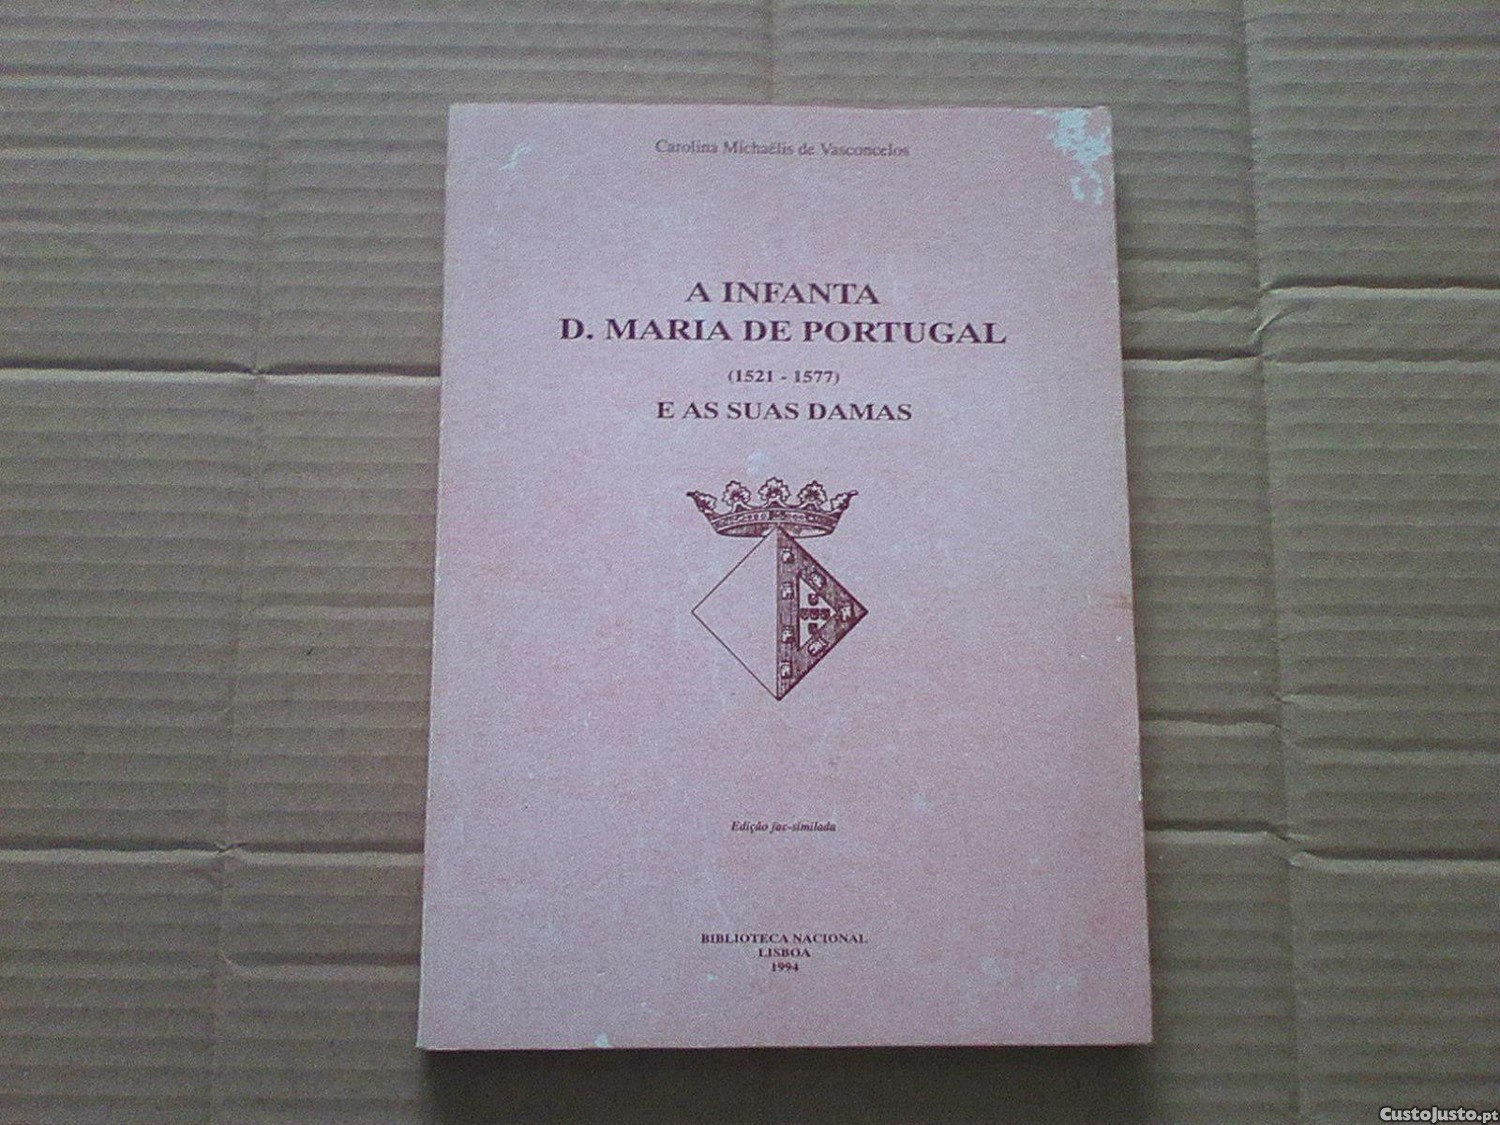 Carolina Michaëlis de Vasconcelos
A INFANTA
D. MARIA DE PORTUGAL
(1521 - 1577)
E AS SUAS DAMAS
Edição fac-similada
BIBLIOTECA NACIONAL
LISBOA
1994
CustoJusto.pt